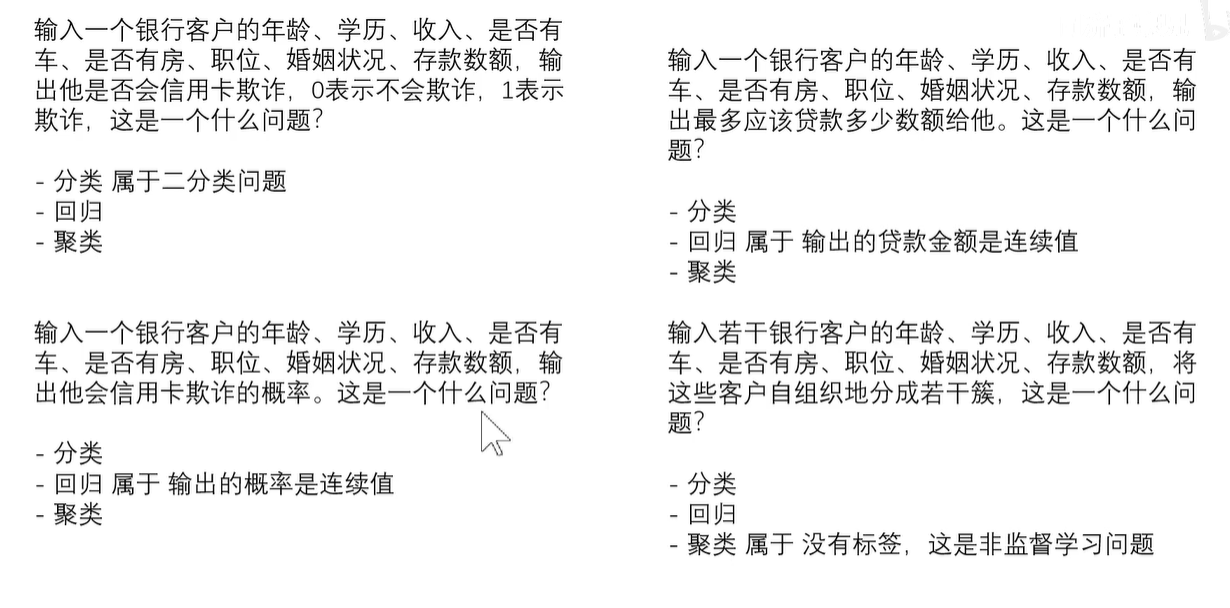 输入一个银行客户的年龄、学历、收入、是否有
车、是否有房、职位、婚姻状况、存款数额，输
出他是否会信用卡欺诈，0表示不会欺诈，1表示
欺诈，这是一个什么问题？
- 分类 属于二分类问题
- 回归
- 聚类
输入一个银行客户的年龄、学历、收入、是否有
车、是否有房、职位、婚姻状况、存款数额，输
出最多应该贷款多少数额给他。这是一个什么问
题？
- 分类
- 回归 属于 输出的贷款金额是连续值
- 聚类
输入一个银行客户的年龄、学历、收入、是否有
车、是否有房、职位、婚姻状况、存款数额，输
出他会信用卡欺诈的概率。这是一个什么问题？
- 分类
- 回归 属于 输出的概率是连续值
- 聚类
输入若干银行客户的年龄、学历、收入、是否有
车、是否有房、职位、婚姻状况、存款数额，将
这些客户自组织地分成若干簇，这是一个什么问
题？
- 分类
- 回归
- 聚类 属于 没有标签，这是非监督学习问题